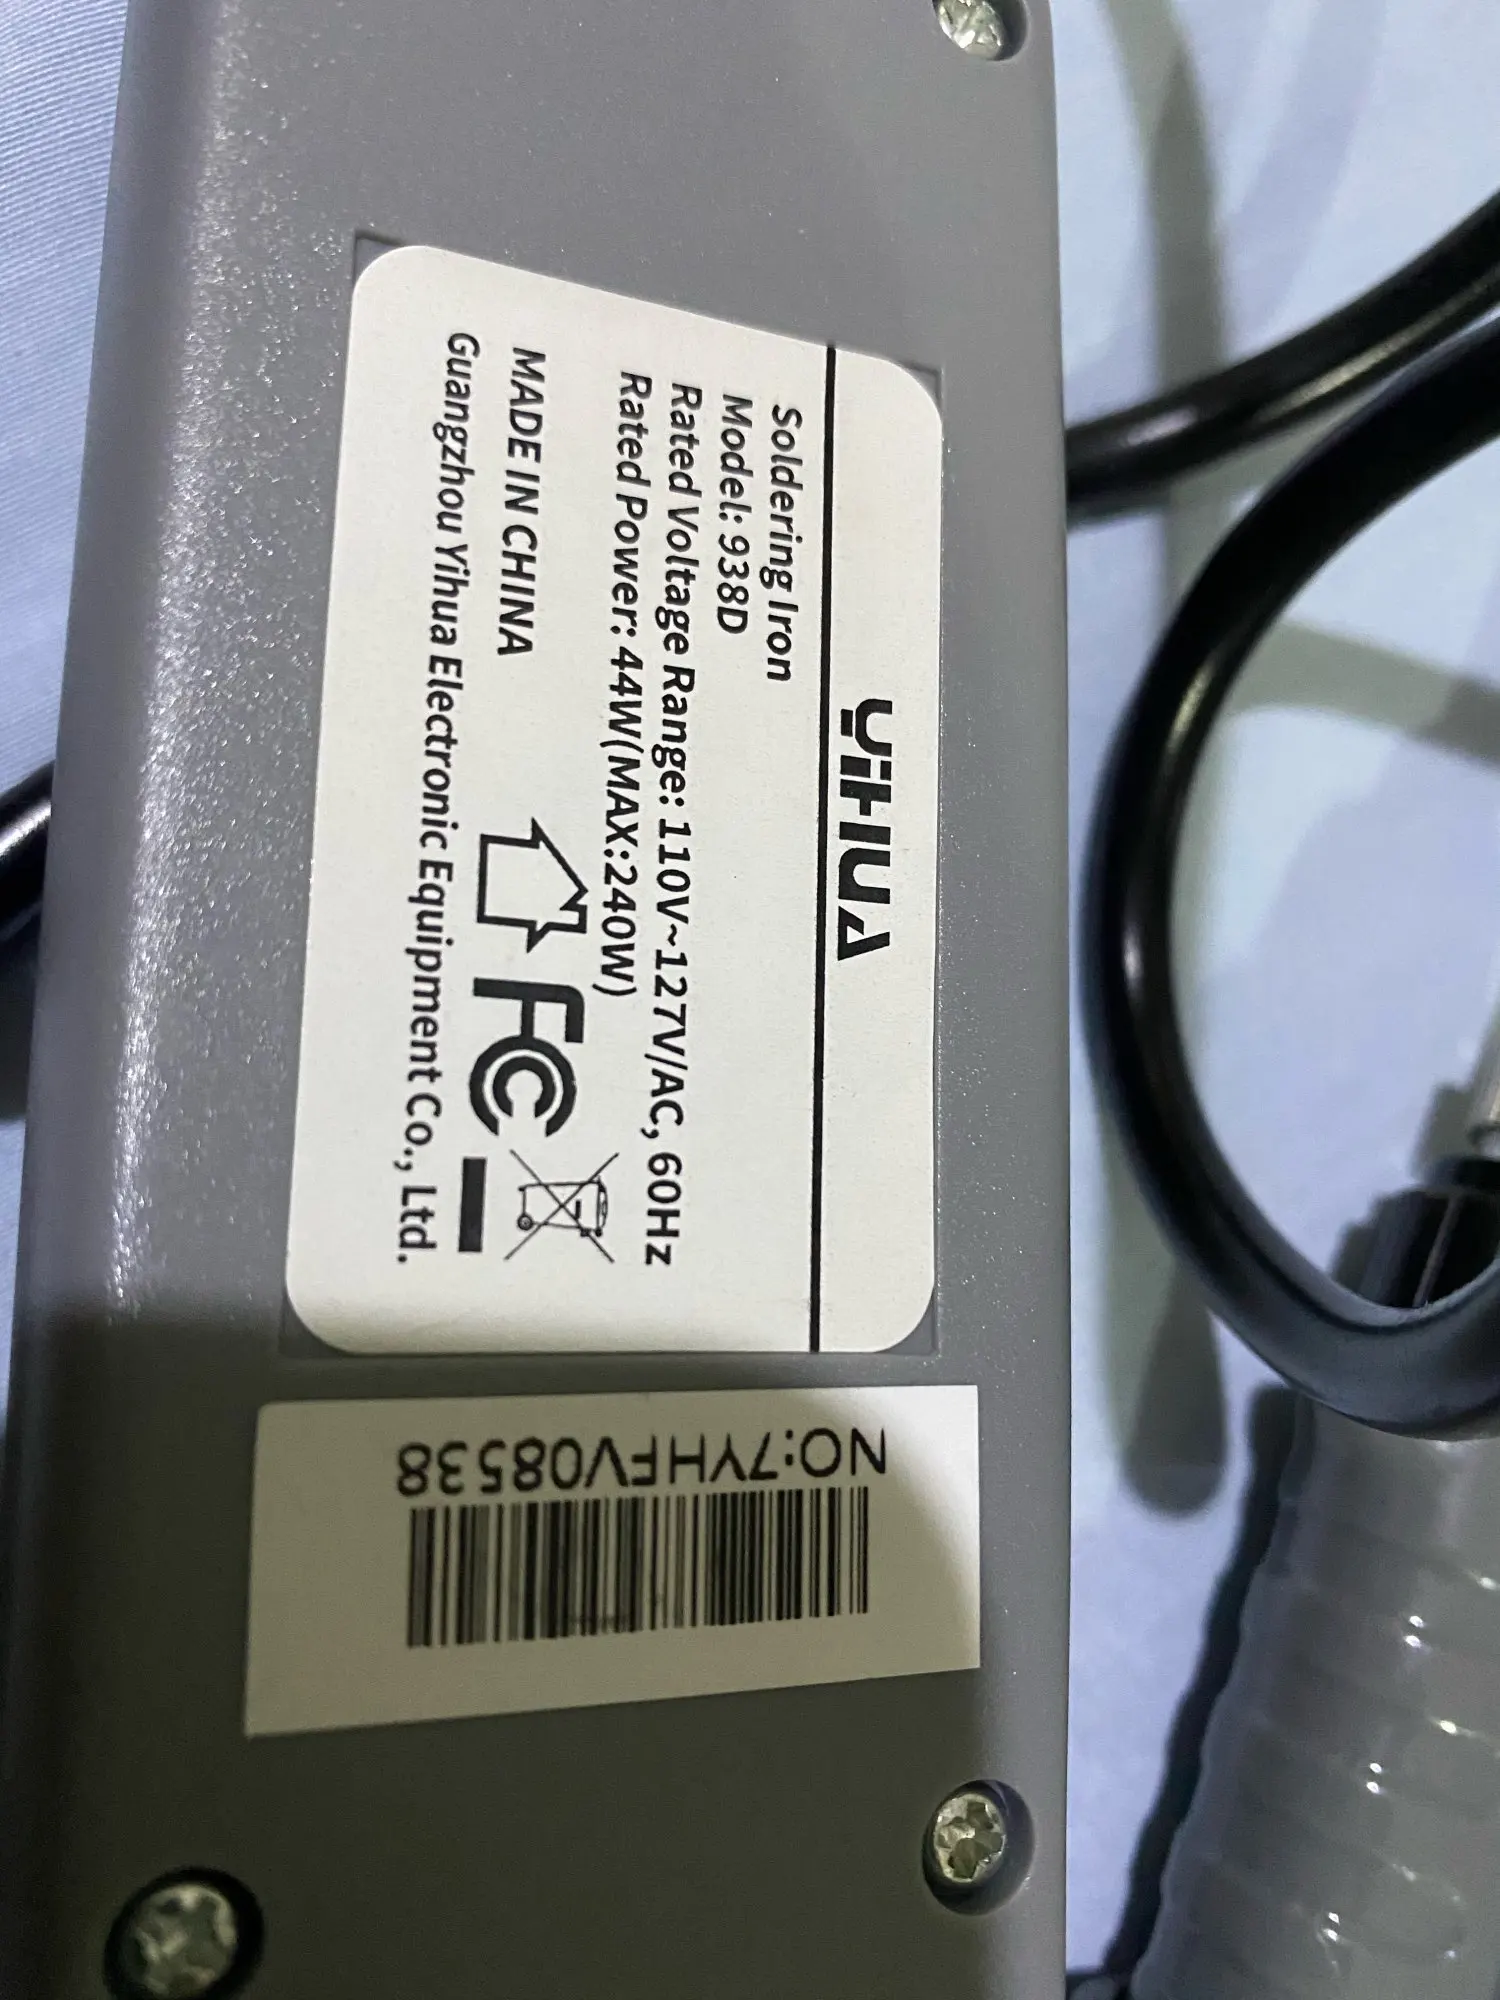 YIHUA
Soldering Iron
Model: 938D
Rated Voltage Range: 110V~127V/AC, 60Hz
Rated Power: 44W(MAX:240W)
MADE IN CHINA
FC
Guangzhou Yihua Electronic Equipment Co., Ltd.
NO:7YHFV08538